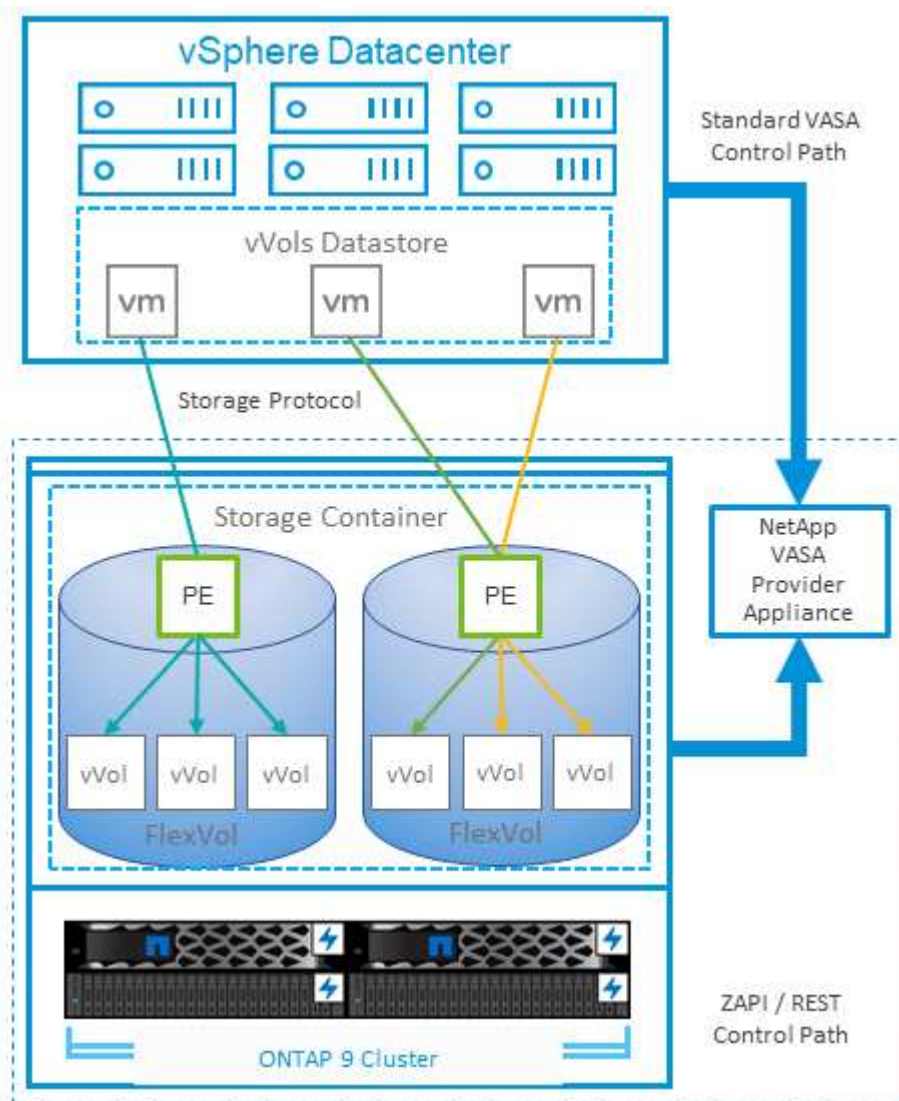 vSphere Datacenter
Standard VASA
Control Path
vVols Datastore
vm vm vm
Storage Protocol
Storage Container
NetApp
VASA
Provider
Appliance
PE PE
vVol vVol vVol vVol vVol vVol
FlexVol FlexVol
ZAPI / REST
Control Path
ONTAP 9 Cluster